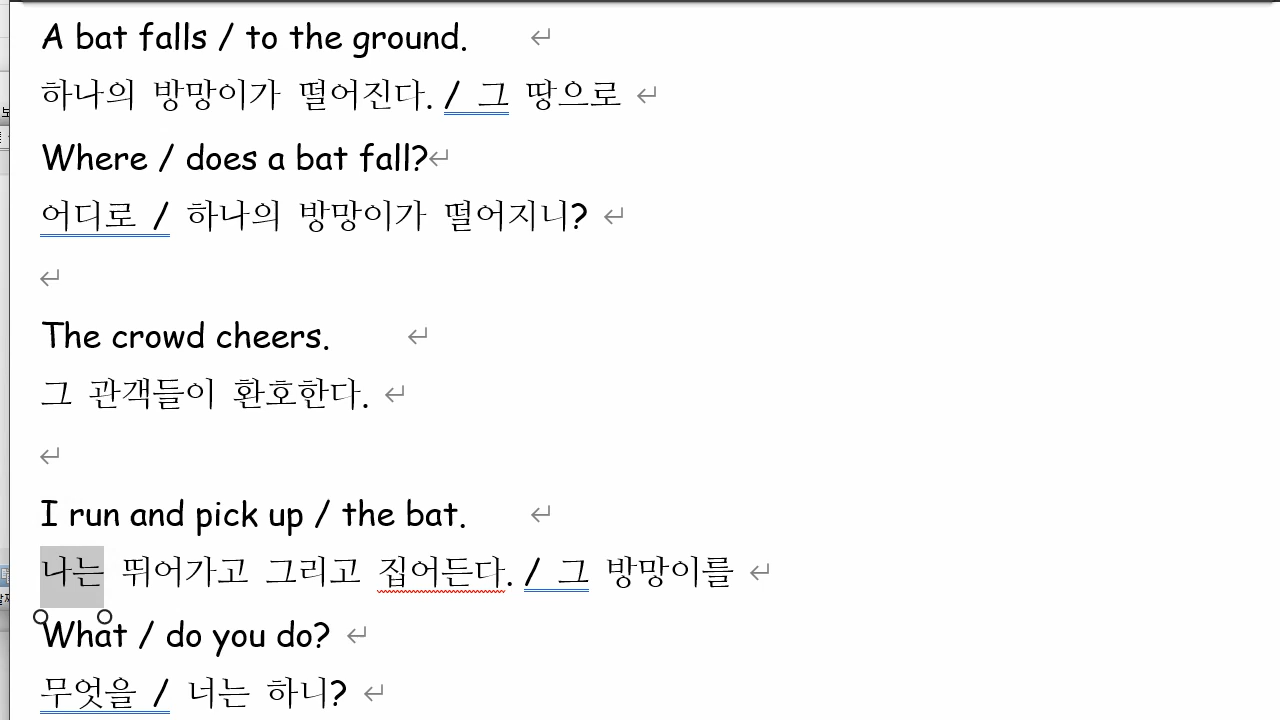 A bat falls / to the ground.
하나의 방망이가 떨어진다. / 그 땅으로
Where / does a bat fall?
어디로 / 하나의 방망이가 떨어지니?
The crowd cheers.
그 관객들이 환호한다.
I run and pick up / the bat.
나는 뛰어가고 그리고 집어든다. / 그 방망이를
What / do you do?
무엇을 / 너는 하니?